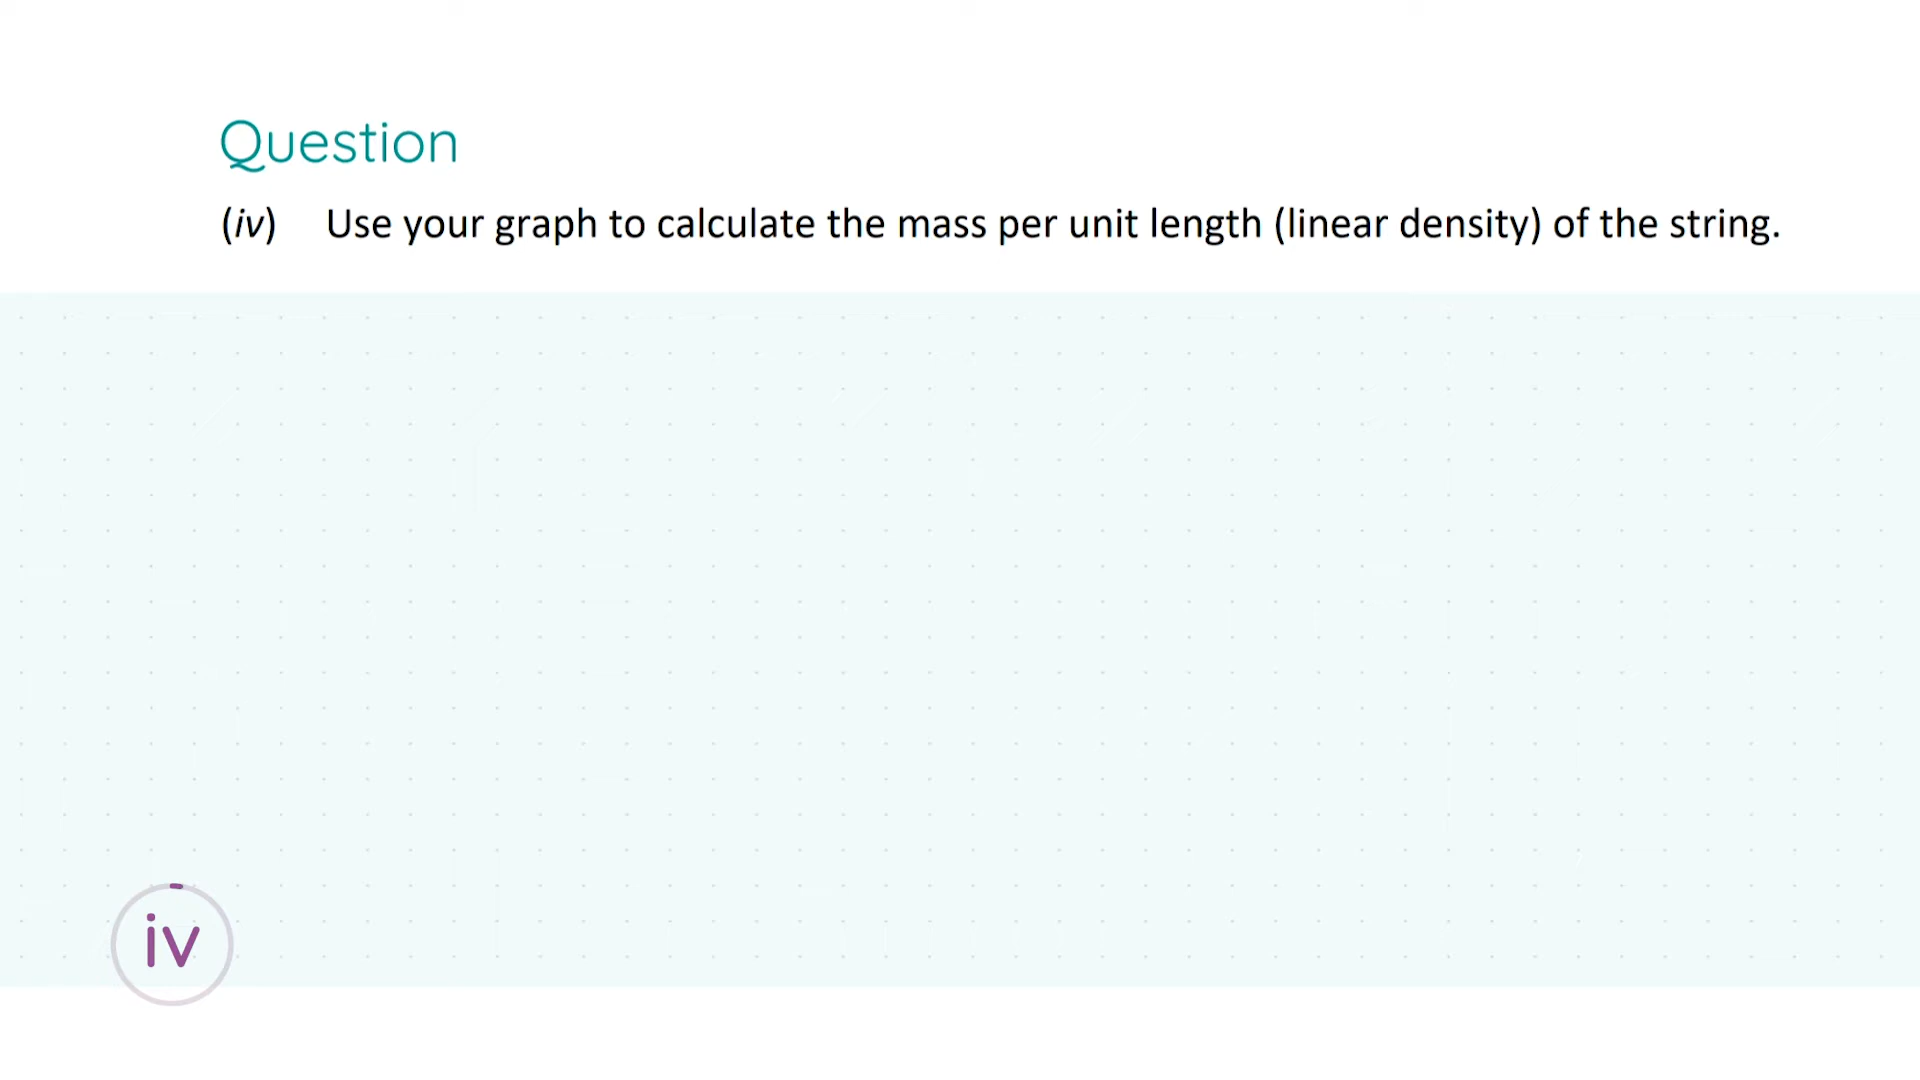 Question
(iv) Use your graph to calculate the mass per unit length (linear density) of the string.
iv